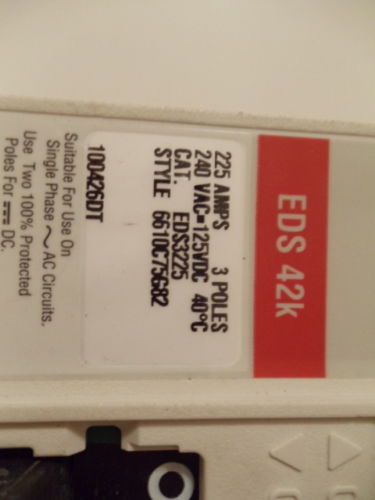 EDS 42k
225 AMPS 3 POLES
240 VAC=125VDC 40°C
CAT. EDS3225
STYLE 6610C75G82
100426DT
Suitable For Use On
Single Phase ~ AC Circuits.
Use Two 100% Protected
Poles For ⎓ DC.